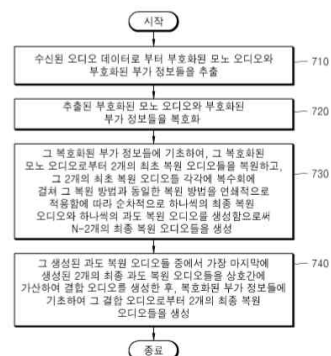 시작
수신된 오디오 데이터로 부터 부호화된 모노 오디오와
부호화된 부가 정보들을 추출
710
추출된 부호화된 모노 오디오와 부호화된
부가 정보들을 복호화
720
그 복호화된 부가 정보들에 기초하여, 그 복호화된
모노 오디오로부터 2개의 최초 복원 오디오들을 복원하고,
그 2개의 최초 복원 오디오들 각각에 복수회에
걸쳐 그 복원 방법과 동일한 복원 방법을 연쇄적으로
적용함에 따라 순차적으로 하나씩의 최종 복원
오디오와 하나씩의 과도 복원 오디오를 생성함으로써
N-2개의 최종 복원 오디오들을 생성
730
그 생성된 과도 복원 오디오들 중에서 가장 마지막에
생성된 2개의 최종 과도 복원 오디오들을 상호간에
가산하여 결합 오디오를 생성한 후, 복호화된 부가 정보들에
기초하여 그 결합 오디오로부터 2개의 최종 복원
오디오들을 생성
740
종료